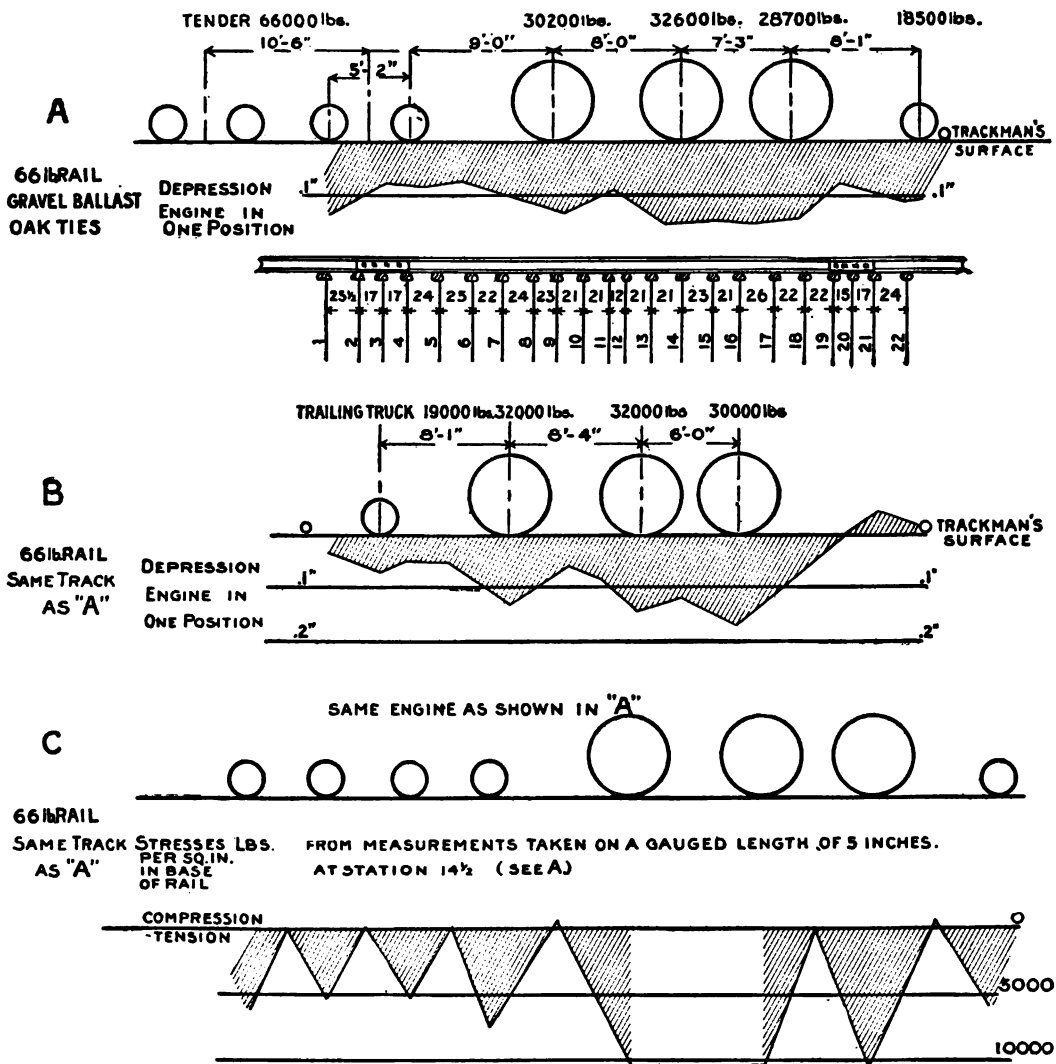 TENDER 66000 lbs. 30200 lbs. 32600 lbs. 28700 lbs. 18500 lbs.
10'-6" 9'-0" 8'-0" 7'-3" 8'-1"
5'-2"
A
TRACKMAN'S
SURFACE
66 lb RAIL
GRAVEL BALLAST
OAK TIES
DEPRESSION
ENGINE IN
ONE POSITION
.1" .1"
25½ 17 17 24 25 22 24 23 21 21 12 21 21 23 21 26 22 22 15 17 24
1 2 3 4 5 6 7 8 9 10 11 12 13 14 15 16 17 18 19 20 21 22
TRAILING TRUCK 19000 lbs. 32000 lbs. 32000 lbs 30000 lbs
8'-1" 8'-4" 6'-0"
B
O
O TRACKMAN'S
SURFACE
66 lb RAIL
SAME TRACK
AS "A"
DEPRESSION
ENGINE IN
ONE POSITION
.1" .1"
.2" .2"
SAME ENGINE AS SHOWN IN "A"
C
66 lb RAIL
SAME TRACK
AS "A"
STRESSES LBS.
PER SQ. IN.
IN BASE
OF RAIL
FROM MEASUREMENTS TAKEN ON A GAUGED LENGTH OF 5 INCHES.
AT STATION 14½ (SEE A)
COMPRESSION
-TENSION
O
5000
10000